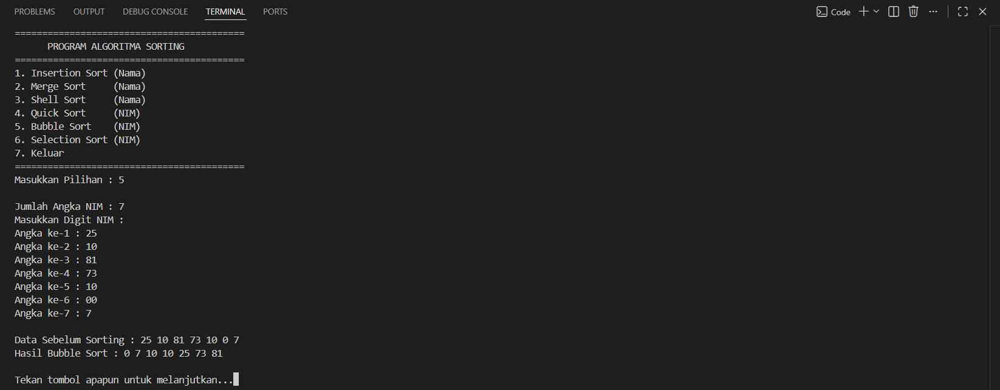 PROBLEMS OUTPUT DEBUG CONSOLE TERMINAL PORTS Code
==========================================
      PROGRAM ALGORITMA SORTING
==========================================
1. Insertion Sort (Nama)
2. Merge Sort     (Nama)
3. Shell Sort     (Nama)
4. Quick Sort     (NIM)
5. Bubble Sort    (NIM)
6. Selection Sort (NIM)
7. Keluar
==========================================
Masukkan Pilihan : 5
Jumlah Angka NIM : 7
Masukkan Digit NIM :
Angka ke-1 : 25
Angka ke-2 : 10
Angka ke-3 : 81
Angka ke-4 : 73
Angka ke-5 : 10
Angka ke-6 : 00
Angka ke-7 : 7
Data Sebelum Sorting : 25 10 81 73 10 0 7
Hasil Bubble Sort : 0 7 10 10 25 73 81
Tekan tombol apapun untuk melanjutkan...